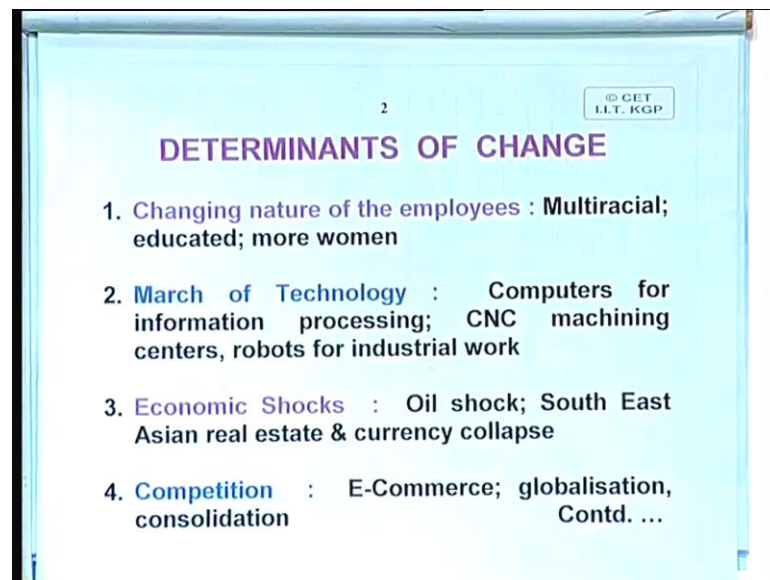 2
© CET
I.I.T. KGP
DETERMINANTS OF CHANGE
1. Changing nature of the employees : Multiracial;
educated; more women
2. March of Technology : Computers for
information processing; CNC machining
centers, robots for industrial work
3. Economic Shocks : Oil shock; South East
Asian real estate & currency collapse
4. Competition : E-Commerce; globalisation,
consolidation Contd. ...